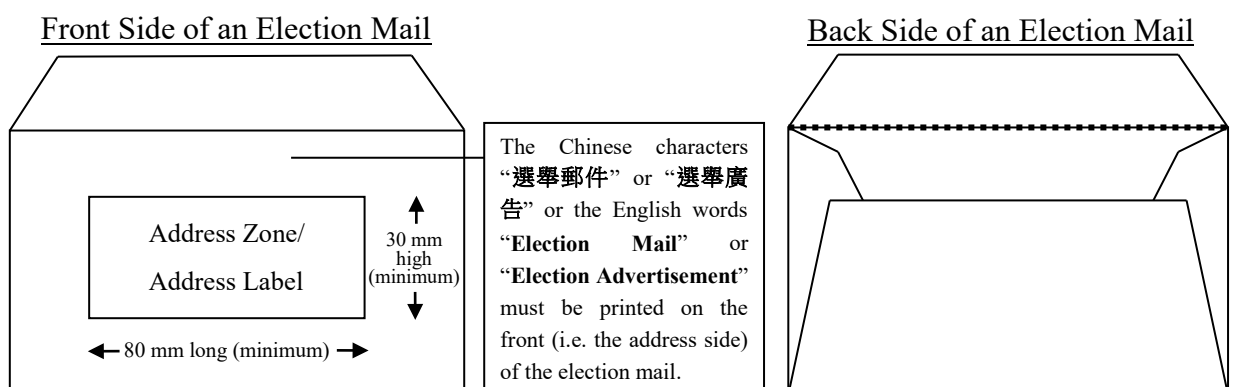 Front Side of an Election Mail
Address Zone/
Address Label
30 mm
high
(minimum)
80 mm long (minimum)
The Chinese characters
“選舉郵件” or “選舉廣
告” or the English words
“Election Mail” or
“Election Advertisement”
must be printed on the
front (i.e. the address side)
of the election mail.
Back Side of an Election Mail